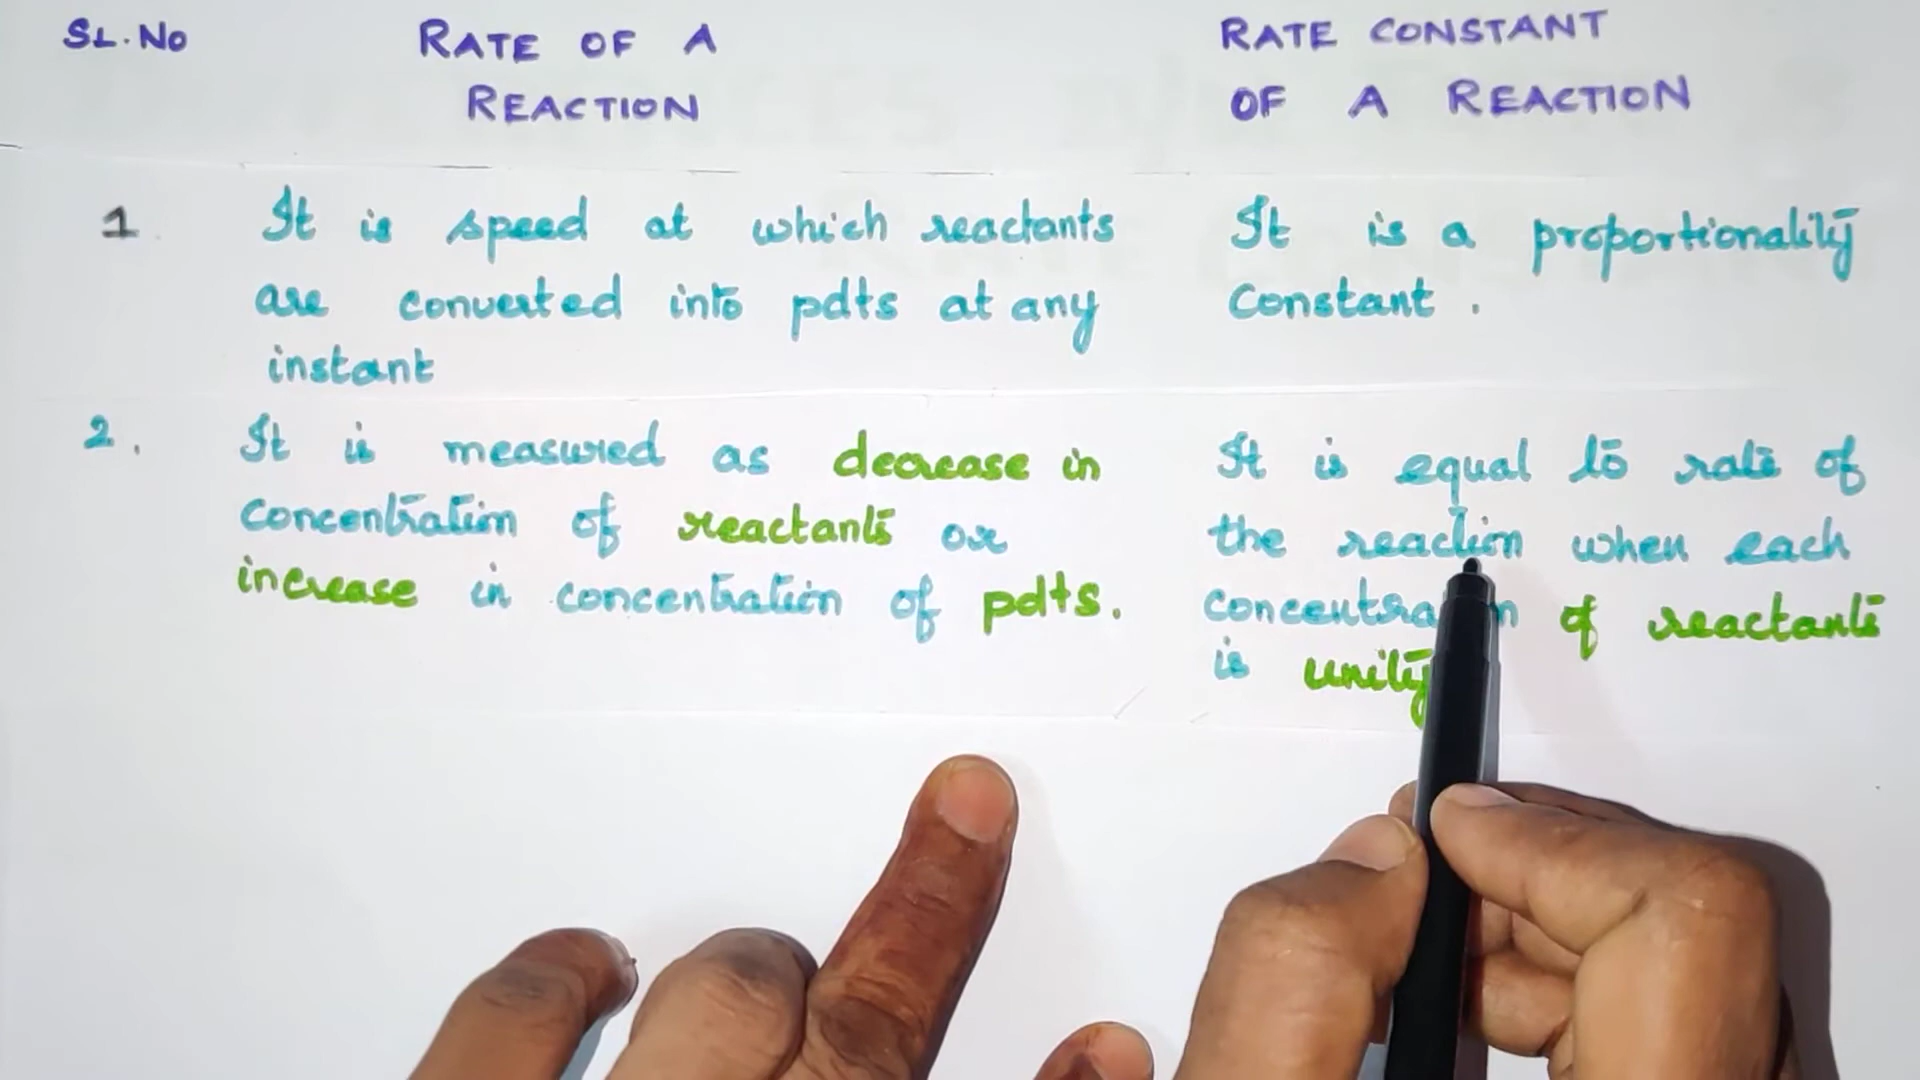 SL.No RATE OF A RATE CONSTANT
REACTION OF A REACTION
1 It is speed at which reactants It is a proportionality
are converted into pdts at any constant.
instant
2. It is measured as decrease in It is equal to rate of
concentration of reactants or the reaction when each
increase in concentration of pdts. concentration of reactants
is unity